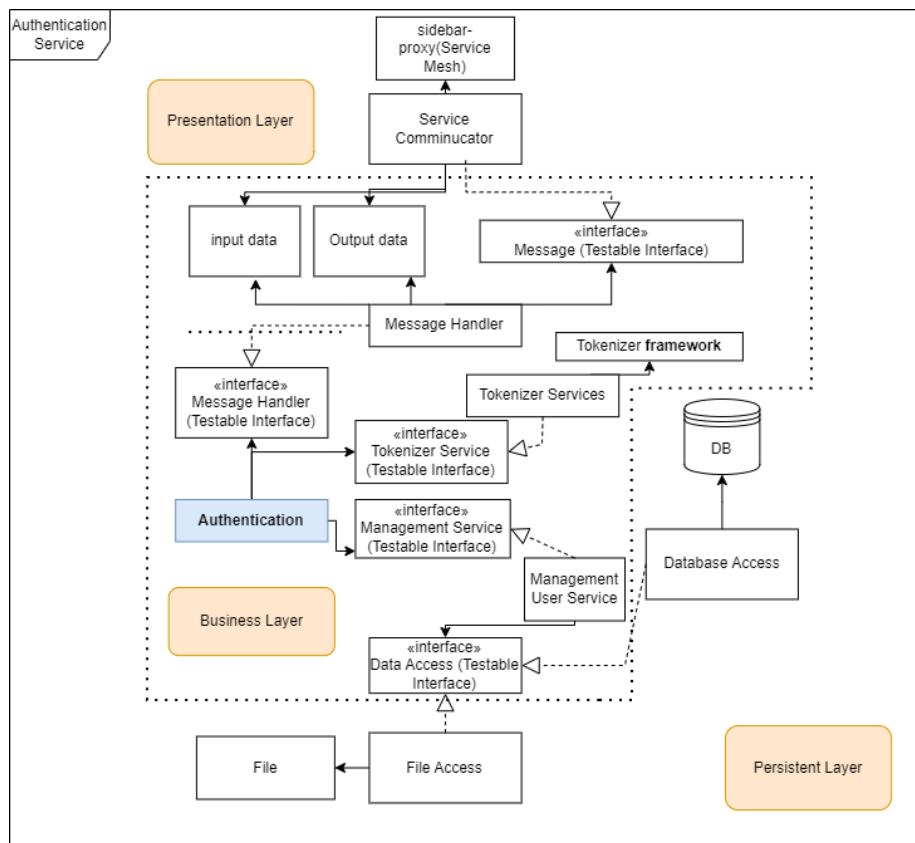 Authentication
Service
sidebar-
proxy(Service
Mesh)
Presentation Layer
Service
Comminucator
input data
Output data
«interface»
Message (Testable Interface)
Message Handler
Tokenizer framework
«interface»
Message Handler
(Testable Interface)
Tokenizer Services
«interface»
Tokenizer Service
(Testable Interface)
DB
Authentication
«interface»
Management Service
(Testable Interface)
Database Access
Management
User Service
Business Layer
«interface»
Data Access (Testable
Interface)
File
File Access
Persistent Layer